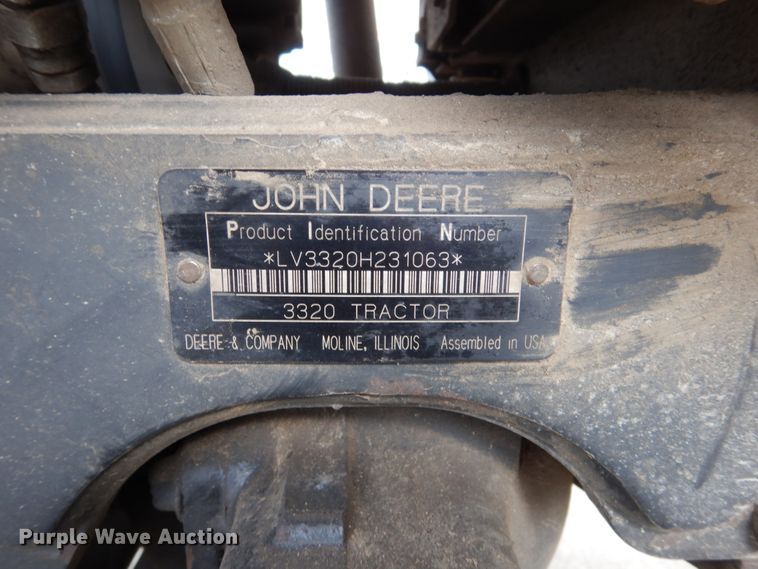 JOHN DEERE
Product Identification Number
*LV3320H231063*
3320 TRACTOR
DEERE & COMPANY MOLINE, ILLINOIS Assembled in USA
Purple Wave Auction